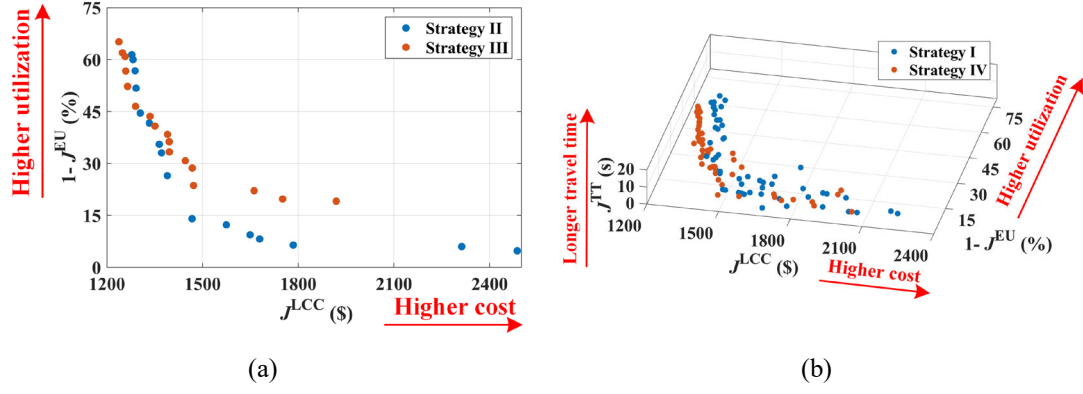 75
60
45
30
15
0
Higher utilization
1- J^EU (%)
Strategy II
Strategy III
1200
1500
1800
2100
2400
J^LCC ($)
Higher cost
(a)
Strategy I
Strategy IV
Longer travel time
J^TT (s)
20
10
0
1200
1500
1800
2100
2400
J^LCC ($)
Higher cost
75
60
45
30
15
1- J^EU (%)
Higher utilization
(b)